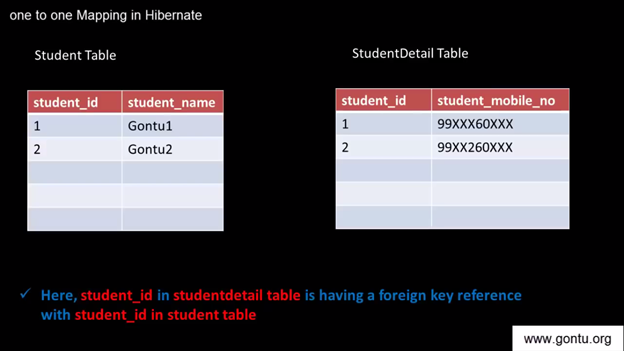 one to one Mapping in Hibernate
Student Table
StudentDetail Table
student_id student_name
1 Gontu1
2 Gontu2
student_id student_mobile_no
1 99XXX60XXX
2 99XX260XXX
✓ Here, student_id in studentdetail table is having a foreign key reference
with student_id in student table
www.gontu.org